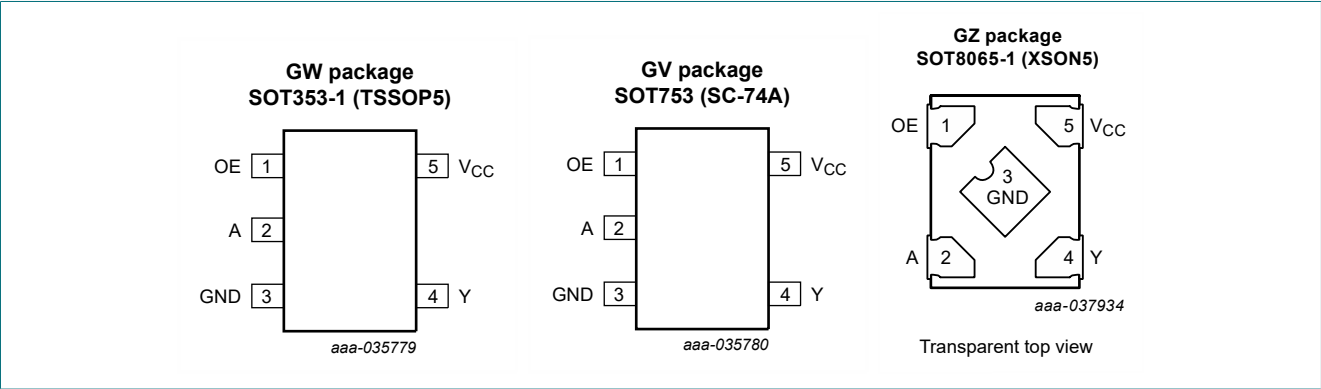 GW package
SOT353-1 (TSSOP5)
OE 1
5 VCC
A 2
GND 3
4 Y
aaa-035779
GV package
SOT753 (SC-74A)
OE 1
5 VCC
A 2
GND 3
4 Y
aaa-035780
GZ package
SOT8065-1 (XSON5)
OE 1
5 VCC
3
GND
A 2
4 Y
aaa-037934
Transparent top view